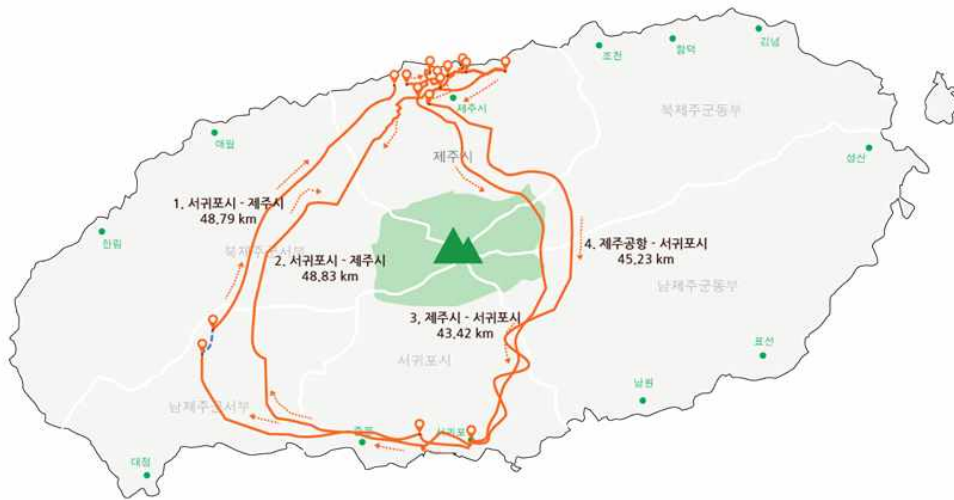 김녕
함덕
조천
제주시
북제주군동부
애월
제주시
성산
1. 서귀포시 - 제주시
48.79 km
한림
북제주군서부
2. 서귀포시 - 제주시
48.83 km
4. 제주공항 - 서귀포시
45.23 km
남제주군동부
3. 제주시 - 서귀포시
43.42 km
표선
서귀포시
남원
남제주군서부
중문
서귀포
대정